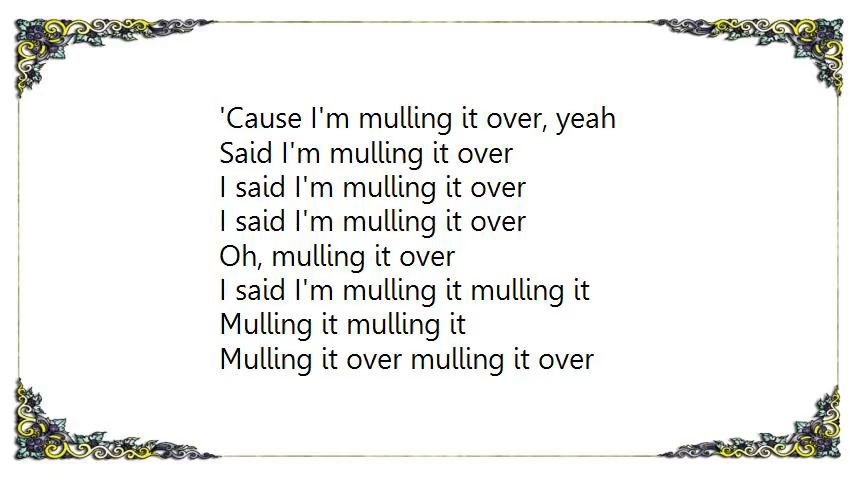 'Cause I'm mulling it over, yeah
Said I'm mulling it over
I said I'm mulling it over
I said I'm mulling it over
Oh, mulling it over
I said I'm mulling it mulling it
Mulling it mulling it
Mulling it over mulling it over